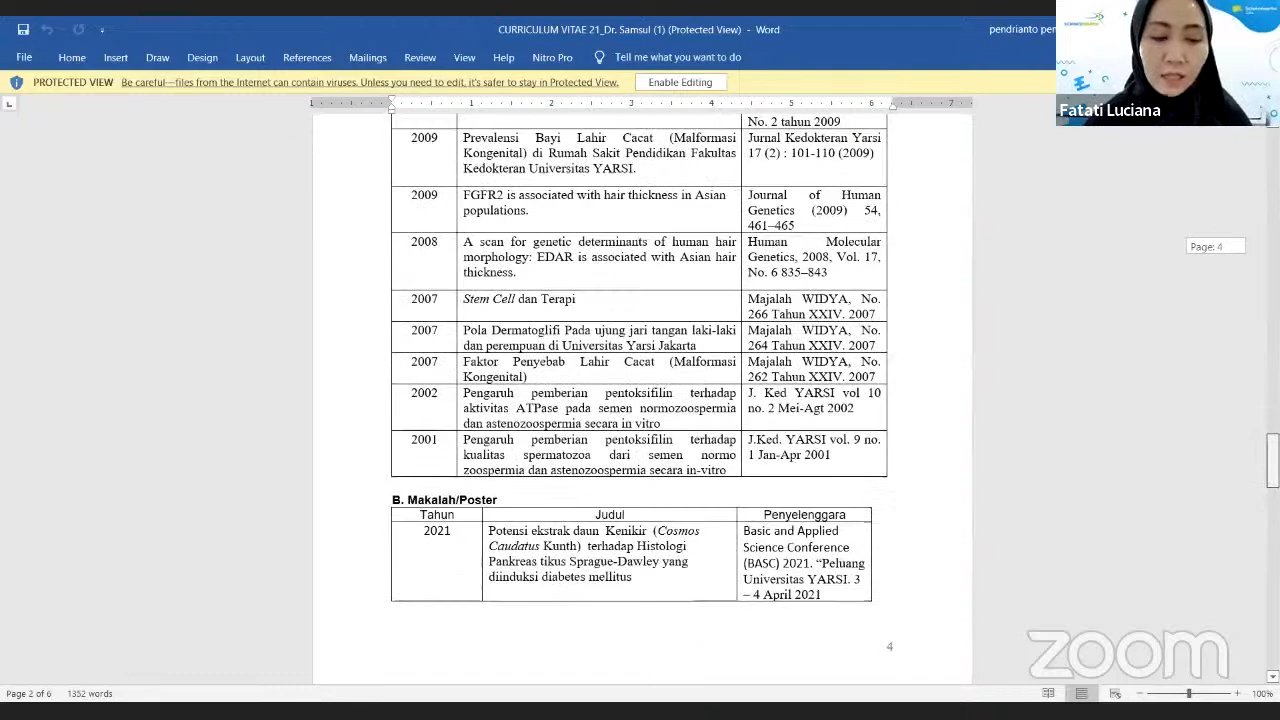 CURRICULUM VITAE 21_Dr. Samsul (1) (Protected View) - Word
pendrianto pen
File Home Insert Draw Design Layout References Mailings Review View Help Nitro Pro Tell me what you want to do
PROTECTED VIEW Be careful—files from the Internet can contain viruses. Unless you need to edit, it's safer to stay in Protected View. Enable Editing
Fatati Luciana
1 1 2 3 4 5 6 7
No. 2 tahun 2009
2009 Prevalensi Bayi Lahir Cacat (Malformasi Jurnal Kedokteran Yarsi
Kongenital) di Rumah Sakit Pendidikan Fakultas 17 (2) : 101-110 (2009)
Kedokteran Universitas YARSI.
2009 FGFR2 is associated with hair thickness in Asian Journal of Human
populations. Genetics (2009) 54,
461–465
2008 A scan for genetic determinants of human hair Human Molecular
morphology: EDAR is associated with Asian hair Genetics, 2008, Vol. 17,
thickness. No. 6 835–843
Page: 4
2007 Stem Cell dan Terapi Majalah WIDYA, No.
266 Tahun XXIV. 2007
2007 Pola Dermatoglifi Pada ujung jari tangan laki-laki Majalah WIDYA, No.
dan perempuan di Universitas Yarsi Jakarta 264 Tahun XXIV. 2007
2007 Faktor Penyebab Lahir Cacat (Malformasi Majalah WIDYA, No.
Kongenital) 262 Tahun XXIV. 2007
2002 Pengaruh pemberian pentoksifilin terhadap J. Ked YARSI vol 10
aktivitas ATPase pada semen normozoospermia no. 2 Mei-Agt 2002
dan astenozoospermia secara in vitro
2001 Pengaruh pemberian pentoksifilin terhadap J.Ked. YARSI vol. 9 no.
kualitas spermatozoa dari semen normo 1 Jan-Apr 2001
zoospermia dan astenozoospermia secara in-vitro
B. Makalah/Poster
Tahun Judul Penyelenggara
2021 Potensi ekstrak daun Kenikir (Cosmos Basic and Applied
Caudatus Kunth) terhadap Histologi Science Conference
Pankreas tikus Sprague-Dawley yang (BASC) 2021. “Peluang
diinduksi diabetes mellitus Universitas YARSI. 3
– 4 April 2021
4
zoom
Page 2 of 6 1352 words 100%